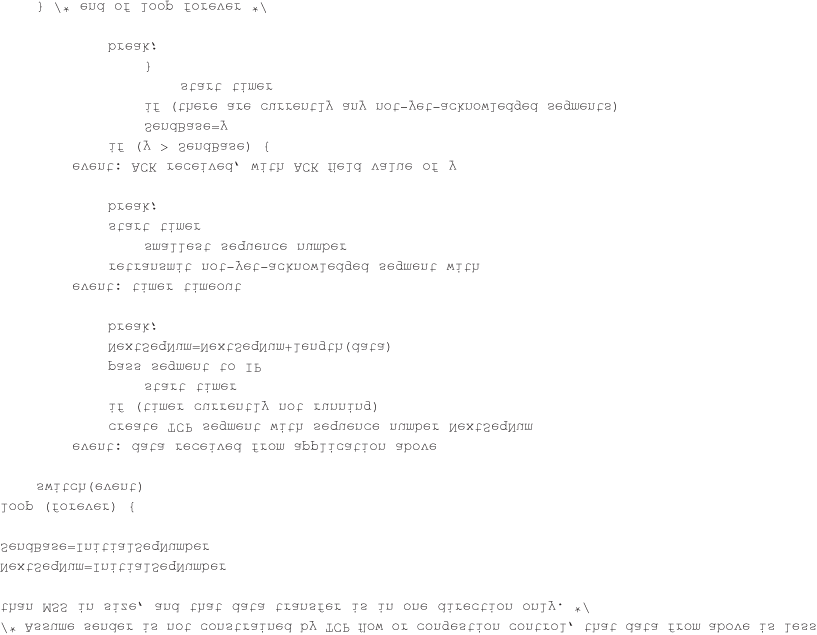 /* Assume sender is not constrained by TCP flow or congestion control, that data from above is less
than MSS in size, and that data transfer is in one direction only. */
NextSeqNum=InitialSeqNumber
SendBase=InitialSeqNumber
loop (forever) {
switch(event)
event: data received from application above
create TCP segment with sequence number NextSeqNum
if (timer currently not running)
start timer
pass segment to IP
NextSeqNum=NextSeqNum+length(data)
break;
event: timer timeout
retransmit not-yet-acknowledged segment with
smallest sequence number
start timer
break;
event: ACK received, with ACK field value of y
if (y > SendBase) {
SendBase=y
if (there are currently any not-yet-acknowledged segments)
start timer
}
break;
} /* end of loop forever */